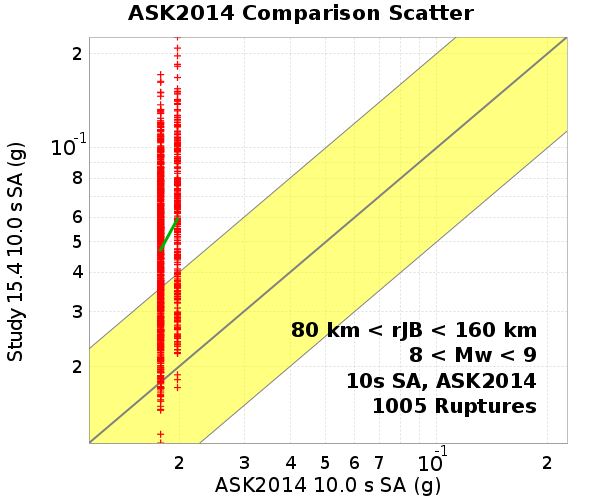 ASK2014 Comparison Scatter
Study 15.4 10.0 s SA (g)
2
10-1
8
6
5
4
3
2
80 km < rJB < 160 km
8 < Mw < 9
10s SA, ASK2014
1005 Ruptures
2 3 4 5 6 7 10-1 2
ASK2014 10.0 s SA (g)